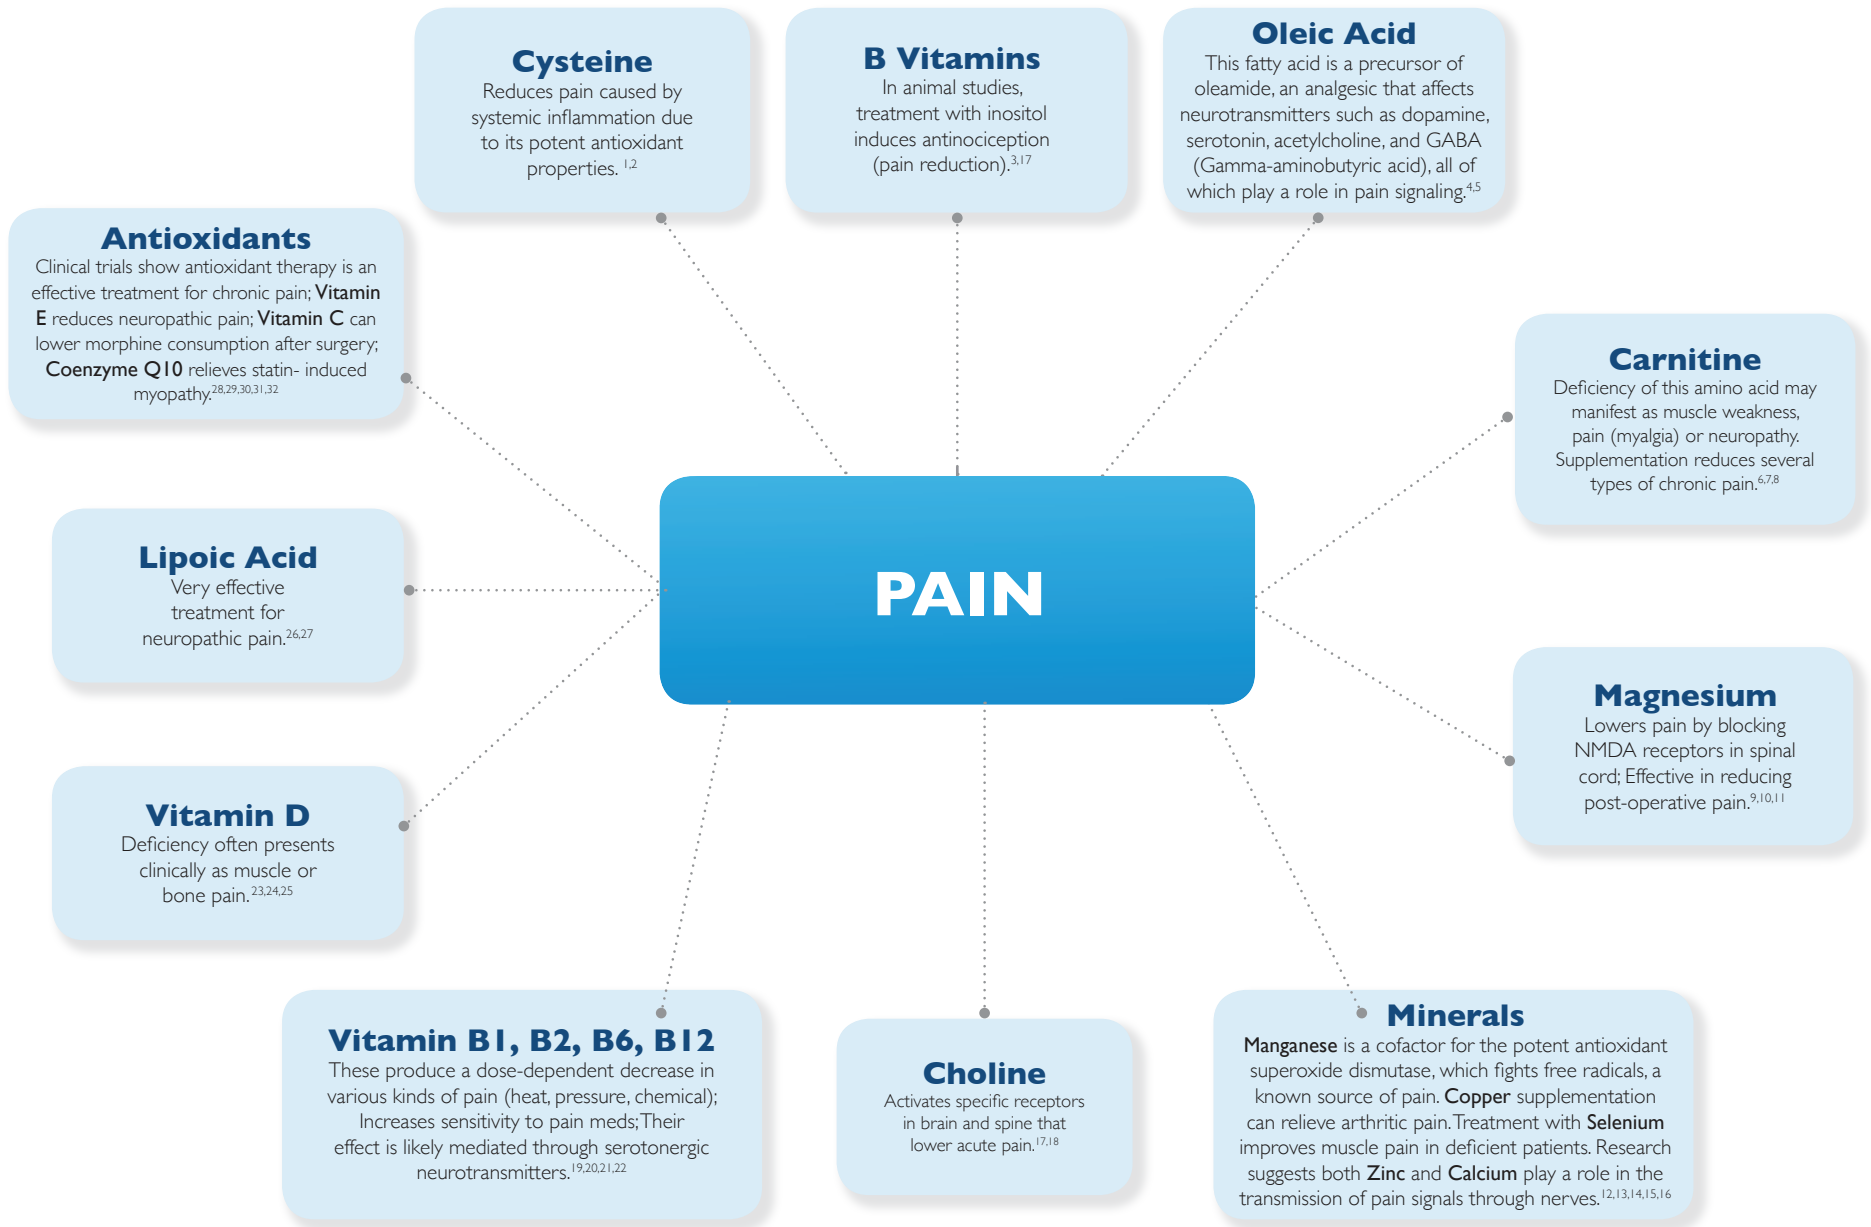 Cysteine
Reduces pain caused by
systemic inflammation due
to its potent antioxidant
properties. 1,2
B Vitamins
In animal studies,
treatment with inositol
induces antinociception
(pain reduction).3,17
Oleic Acid
This fatty acid is a precursor of
oleamide, an analgesic that affects
neurotransmitters such as dopamine,
serotonin, acetylcholine, and GABA
(Gamma-aminobutyric acid), all of
which play a role in pain signaling.4,5
Antioxidants
Clinical trials show antioxidant therapy is an
effective treatment for chronic pain; Vitamin
E reduces neuropathic pain; Vitamin C can
lower morphine consumption after surgery;
Coenzyme Q10 relieves statin- induced
myopathy.28,29,30,31,32
Carnitine
Deficiency of this amino acid may
manifest as muscle weakness,
pain (myalgia) or neuropathy.
Supplementation reduces several
types of chronic pain.6,7,8
Lipoic Acid
Very effective
treatment for
neuropathic pain.26,27
PAIN
Magnesium
Lowers pain by blocking
NMDA receptors in spinal
cord; Effective in reducing
post-operative pain.9,10,11
Vitamin D
Deficiency often presents
clinically as muscle or
bone pain.23,24,25
Vitamin B1, B2, B6, B12
These produce a dose-dependent decrease in
various kinds of pain (heat, pressure, chemical);
Increases sensitivity to pain meds; Their
effect is likely mediated through serotonergic
neurotransmitters.19,20,21,22
Choline
Activates specific receptors
in brain and spine that
lower acute pain.17,18
Minerals
Manganese is a cofactor for the potent antioxidant
superoxide dismutase, which fights free radicals, a
known source of pain. Copper supplementation
can relieve arthritic pain. Treatment with Selenium
improves muscle pain in deficient patients. Research
suggests both Zinc and Calcium play a role in the
transmission of pain signals through nerves.12,13,14,15,16